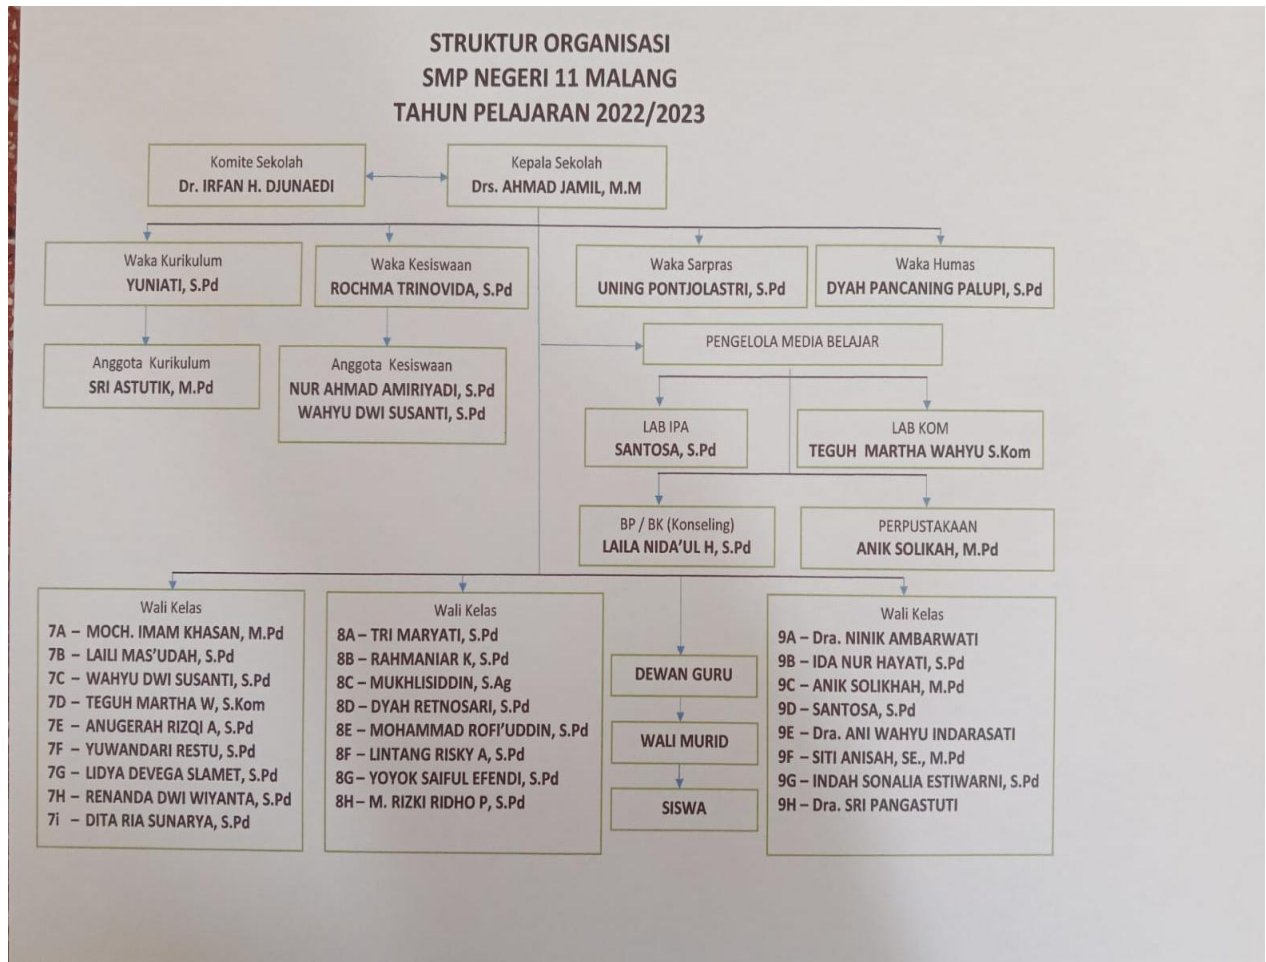 STRUKTUR ORGANISASI
SMP NEGERI 11 MALANG
TAHUN PELAJARAN 2022/2023
Komite Sekolah
Dr. IRFAN H. DJUNAEDI
Kepala Sekolah
Drs. AHMAD JAMIL, M.M
Waka Kurikulum
YUNIATI, S.Pd
Waka Kesiswaan
ROCHMA TRINOVIDA, S.Pd
Waka Sarpras
UNING PONTJOLASTRI, S.Pd
Waka Humas
DYAH PANCANING PALUPI, S.Pd
PENGELOLA MEDIA BELAJAR
Anggota Kurikulum
SRI ASTUTIK, M.Pd
Anggota Kesiswaan
NUR AHMAD AMIRIYADI, S.Pd
WAHYU DWI SUSANTI, S.Pd
LAB IPA
SANTOSA, S.Pd
LAB KOM
TEGUH MARTHA WAHYU S.Kom
BP / BK (Konseling)
LAILA NIDA'UL H, S.Pd
PERPUSTAKAAN
ANIK SOLIKAH, M.Pd
Wali Kelas
7A – MOCH. IMAM KHASAN, M.Pd
7B – LAILI MAS'UDAH, S.Pd
7C – WAHYU DWI SUSANTI, S.Pd
7D – TEGUH MARTHA W, S.Kom
7E – ANUGERAH RIZQI A, S.Pd
7F – YUWANDARI RESTU, S.Pd
7G – LIDYA DEVEGA SLAMET, S.Pd
7H – RENANDA DWI WIYANTA, S.Pd
7i – DITA RIA SUNARYA, S.Pd
Wali Kelas
8A – TRI MARYATI, S.Pd
8B – RAHMANIAR K, S.Pd
8C – MUKHLISIDDIN, S.Ag
8D – DYAH RETNOSARI, S.Pd
8E – MOHAMMAD ROFI'UDDIN, S.Pd
8F – LINTANG RISKY A, S.Pd
8G – YOYOK SAIFUL EFENDI, S.Pd
8H – M. RIZKI RIDHO P, S.Pd
DEWAN GURU
WALI MURID
SISWA
Wali Kelas
9A – Dra. NINIK AMBARWATI
9B – IDA NUR HAYATI, S.Pd
9C – ANIK SOLIKHAH, M.Pd
9D – SANTOSA, S.Pd
9E – Dra. ANI WAHYU INDARASATI
9F – SITI ANISAH, SE., M.Pd
9G – INDAH SONALIA ESTIWARNI, S.Pd
9H – Dra. SRI PANGASTUTI